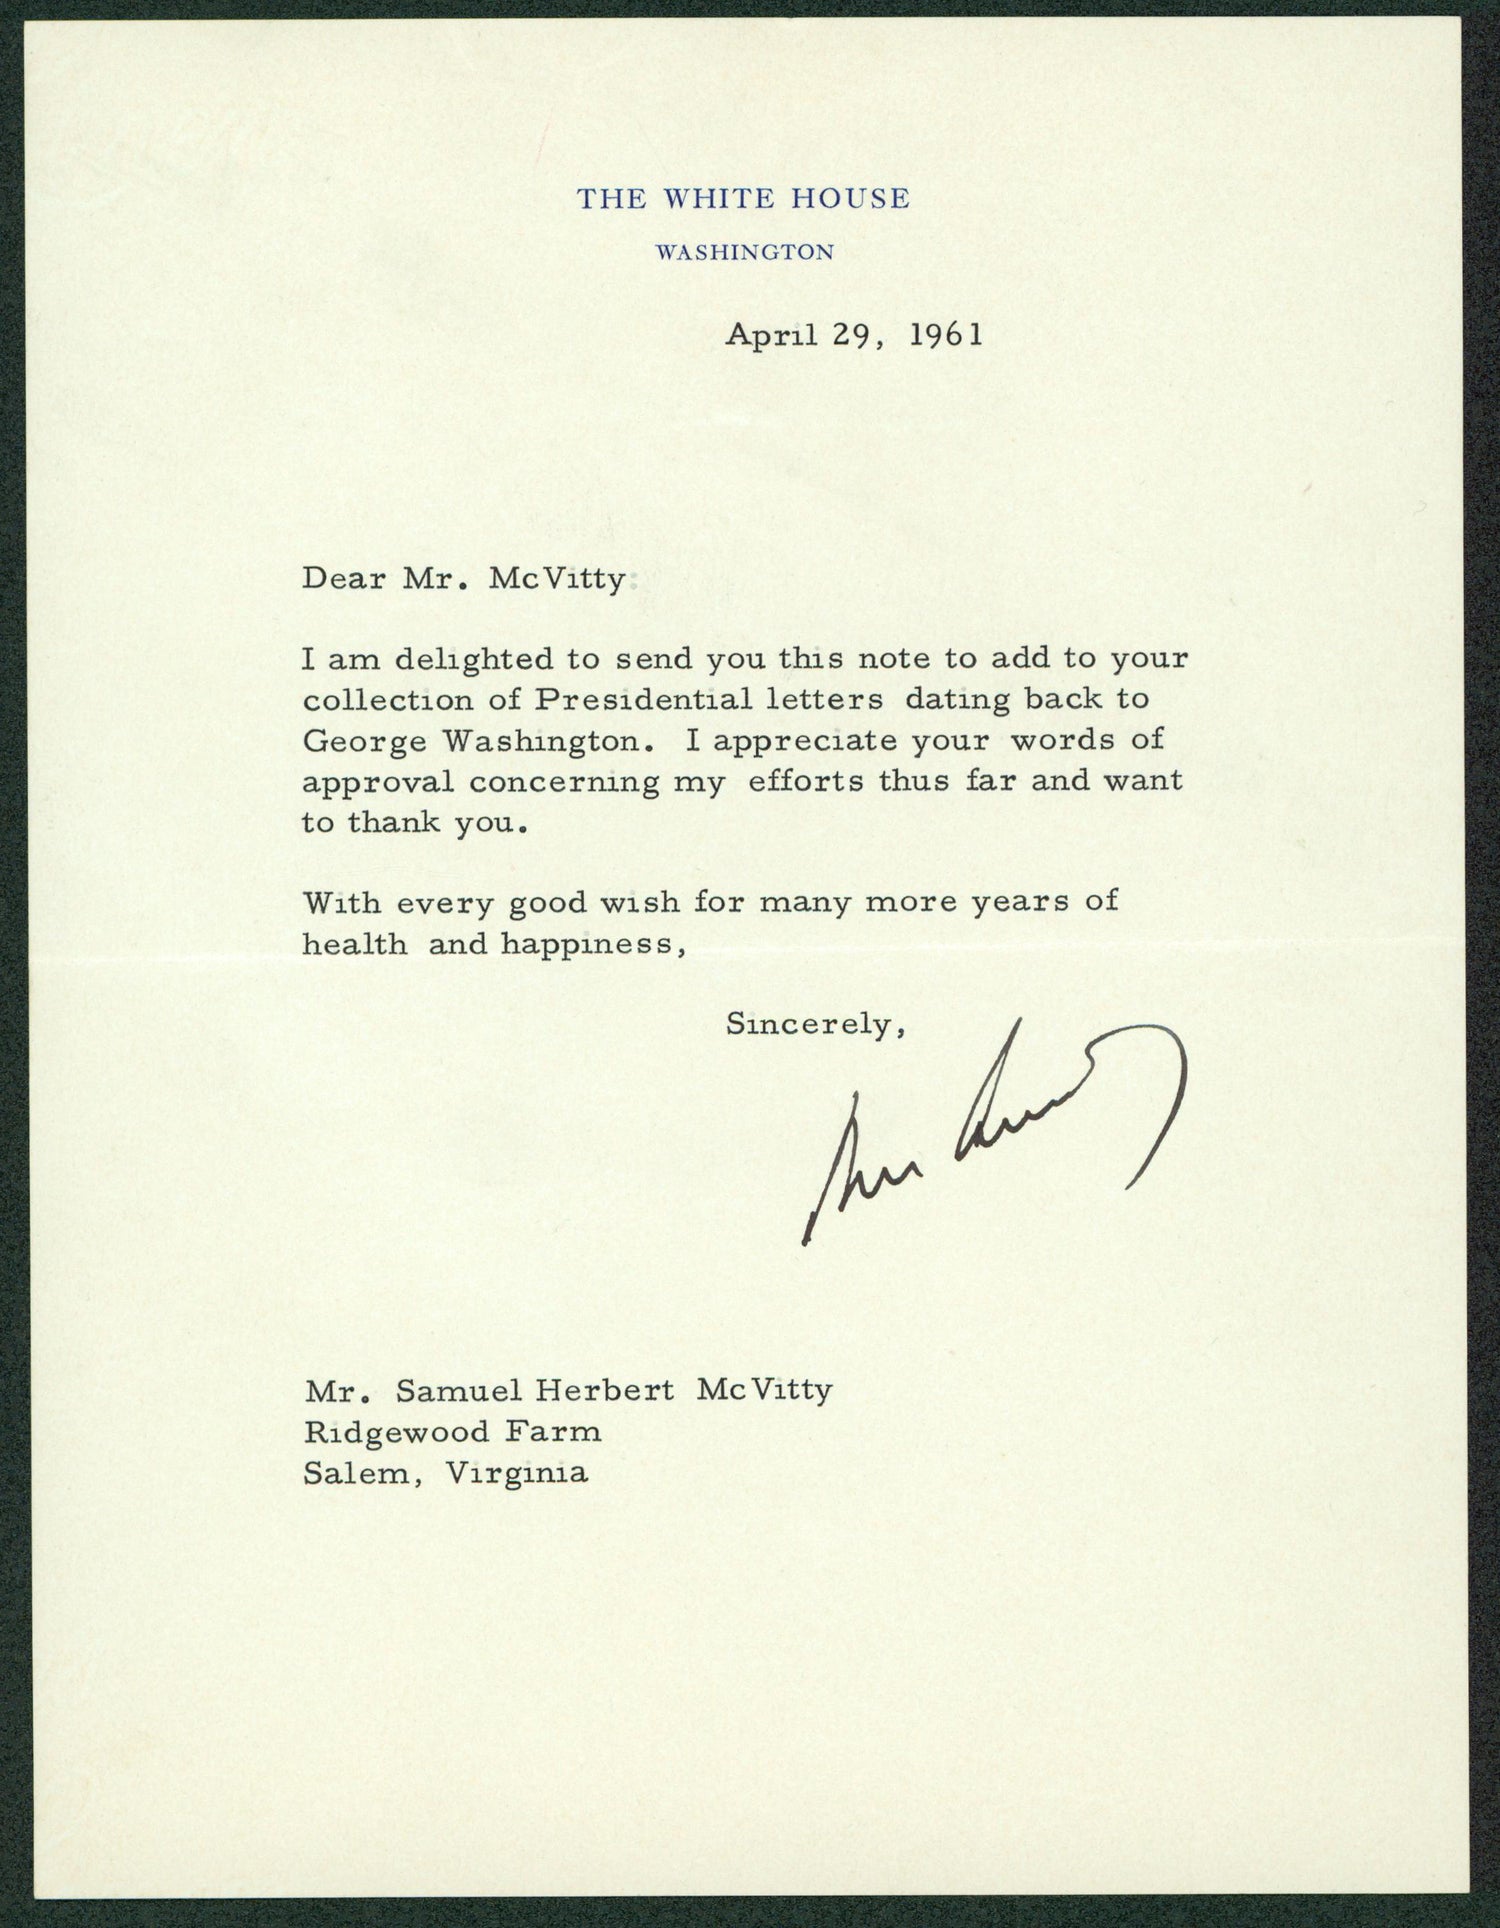 THE WHITE HOUSE
WASHINGTON
April 29, 1961
Dear Mr. McVitty:
I am delighted to send you this note to add to your
collection of Presidential letters dating back to
George Washington. I appreciate your words of
approval concerning my efforts thus far and want
to thank you.
With every good wish for many more years of
health and happiness,
Sincerely,
Mr. Samuel Herbert McVitty
Ridgewood Farm
Salem, Virginia